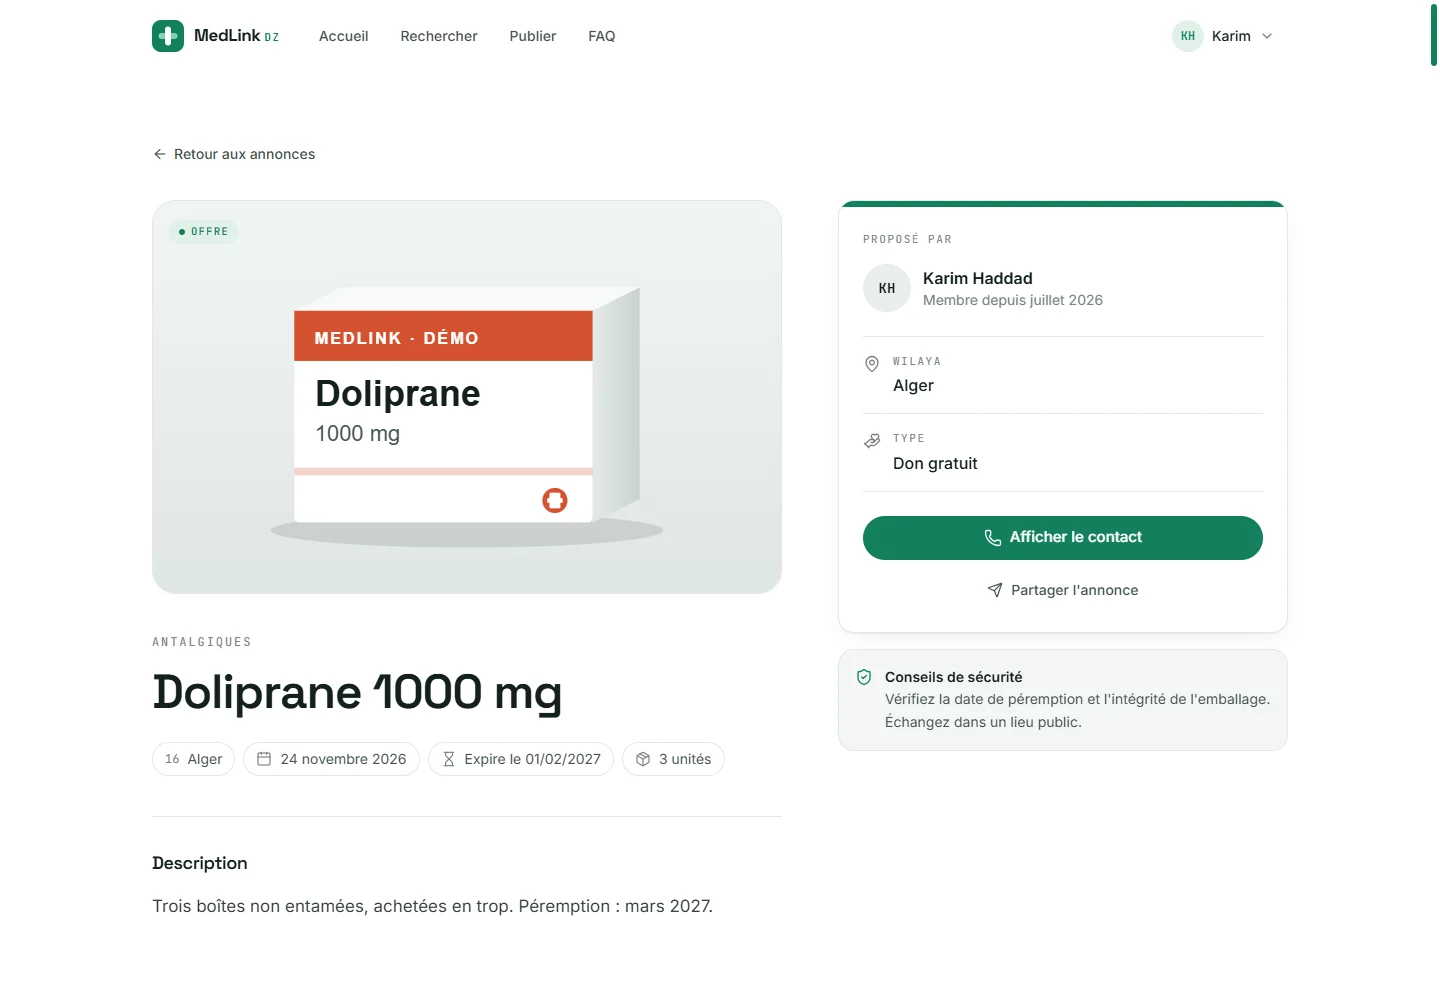 MedLink DZ
Accueil
Rechercher
Publier
FAQ
KH
Karim
Retour aux annonces
OFFRE
MEDLINK · DÉMO
Doliprane
1000 mg
ANTALGIQUES
Doliprane 1000 mg
16 Alger
24 novembre 2026
Expire le 01/02/2027
3 unités
Description
Trois boîtes non entamées, achetées en trop. Péremption : mars 2027.
PROPOSÉ PAR
KH
Karim Haddad
Membre depuis juillet 2026
WILAYA
Alger
TYPE
Don gratuit
Afficher le contact
Partager l'annonce
Conseils de sécurité
Vérifiez la date de péremption et l'intégrité de l'emballage.
Échangez dans un lieu public.